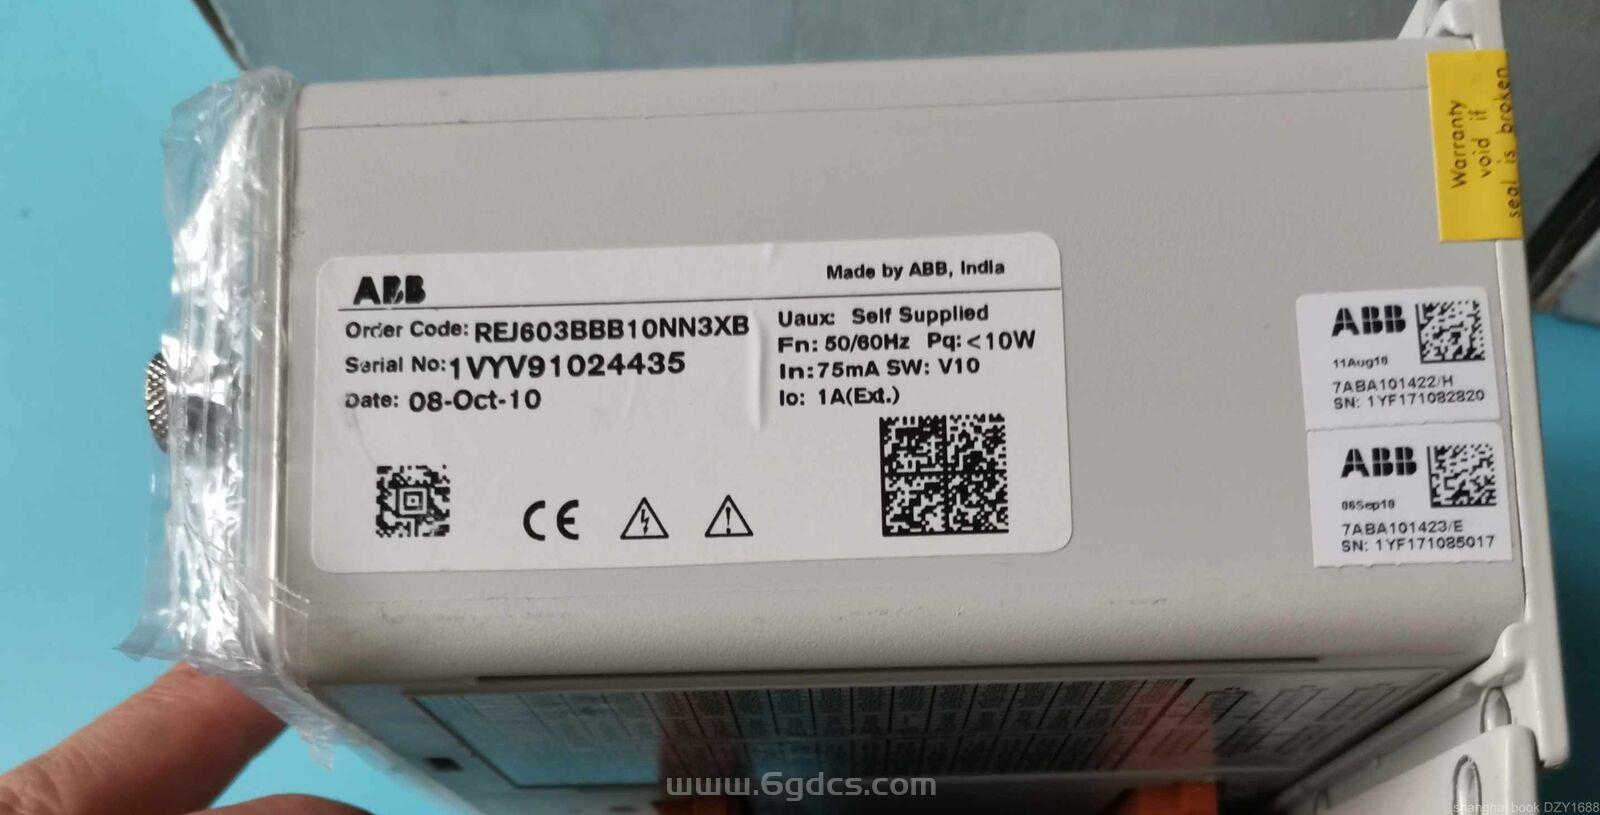 ABB
Made by ABB, India
Order Code: REJ603BBB10NN3XB
Serial No: 1VYV91024435
Date: 08-Oct-10
Uaux: Self Supplied
Fn: 50/60Hz Pq: <10W
In: 75mA SW: V10
Io: 1A(Ext.)
CE
Warranty
void if
seal is broken
ABB
11Aug10
7ABA101422/H
SN: 1YF171082820
ABB
06Sep10
7ABA101423/E
SN: 1YF171085017
www.6gdcs.com
shanghai book DZY1688